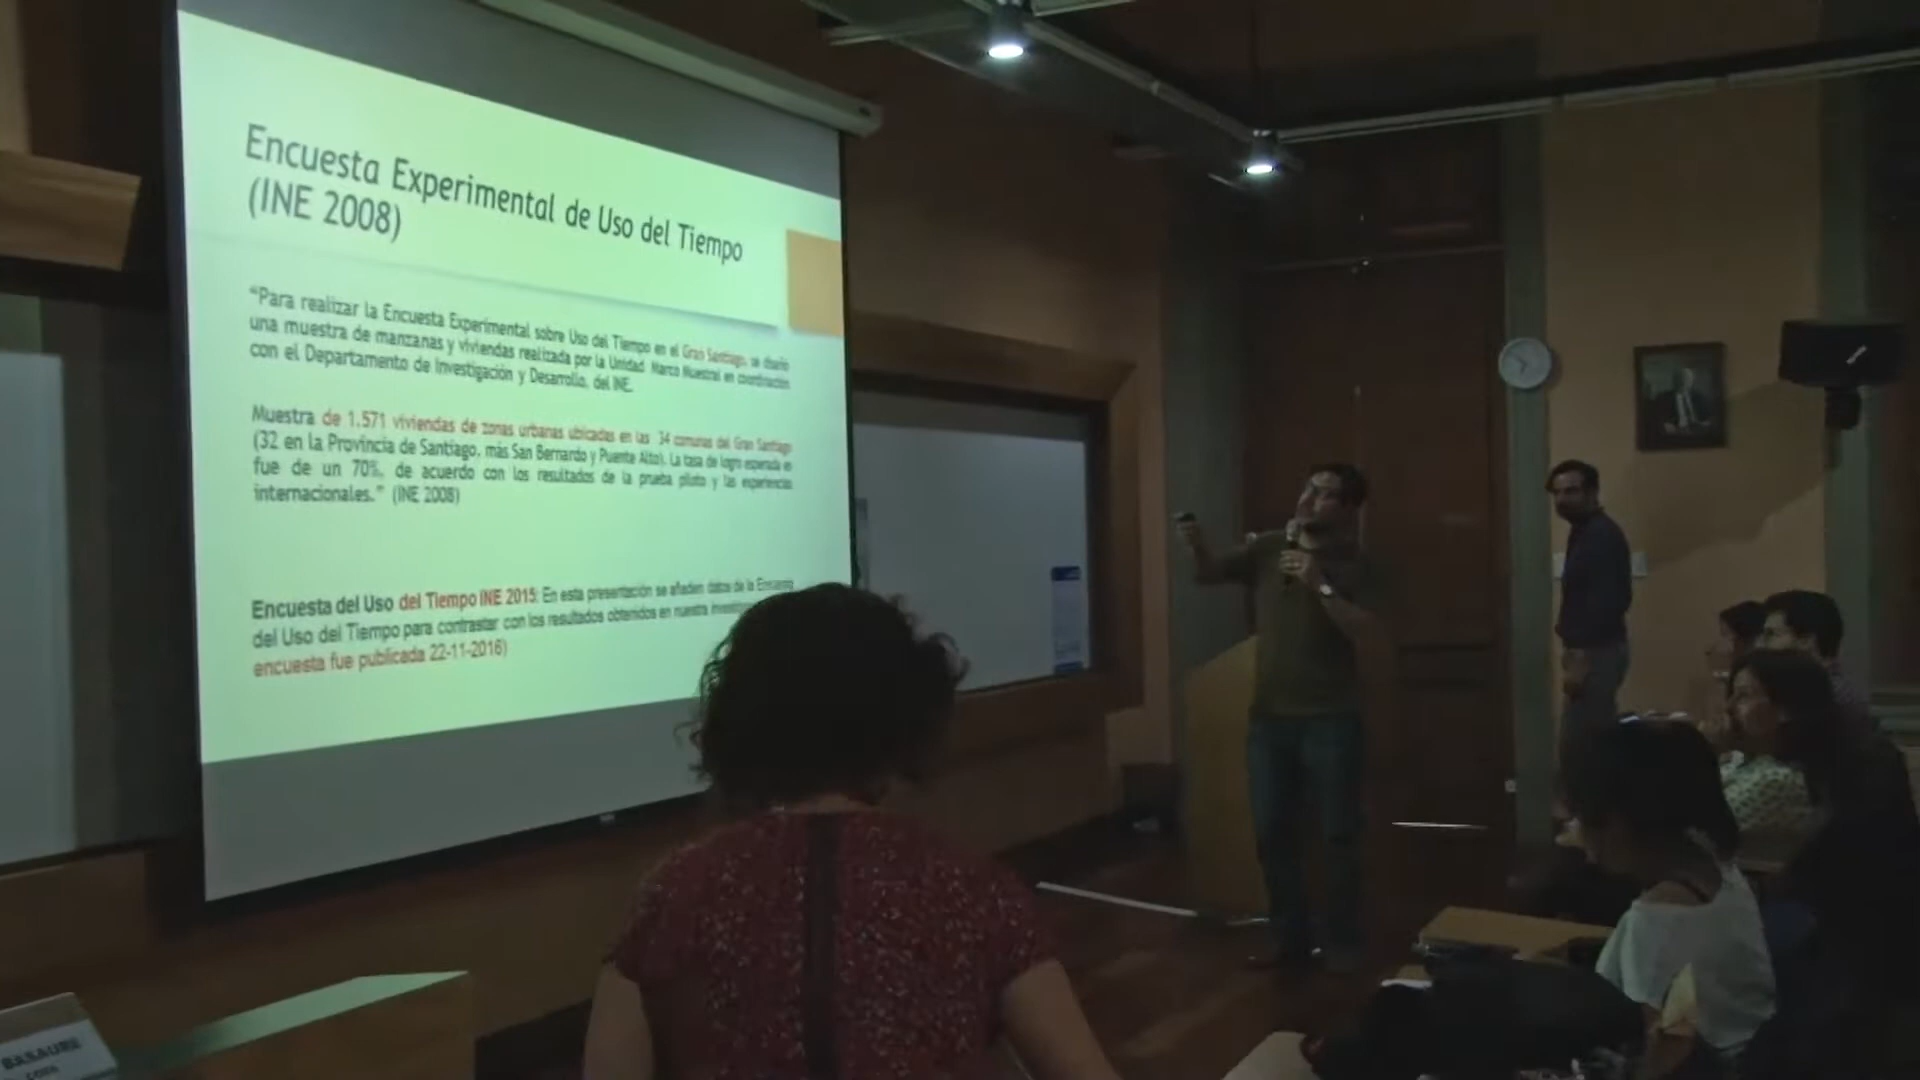 Encuesta Experimental de Uso del Tiempo
(INE 2008)
“Para realizar la Encuesta Experimental sobre Uso del Tiempo en el Gran Santiago, se diseño
una muestra de manzanas y viviendas realizada por la Unidad Marco Muestral en coordinación
con el Departamento de Investigación y Desarrollo, del INE.
Muestra de 1.571 viviendas de zonas urbanas ubicadas en las 34 comunas del Gran Santiago
(32 en la Provincia de Santiago, más San Bernardo y Puente Alto). La tasa de logro esperada es
fue de un 70%, de acuerdo con los resultados de la prueba piloto y las experiencias
internacionales.” (INE 2008)
Encuesta del Uso del Tiempo INE 2015: En esta presentación se añaden datos de la Encuesta
del Uso del Tiempo para contrastar con los resultados obtenidos en nuestra
encuesta fue publicada 22-11-2016)
BASAURE